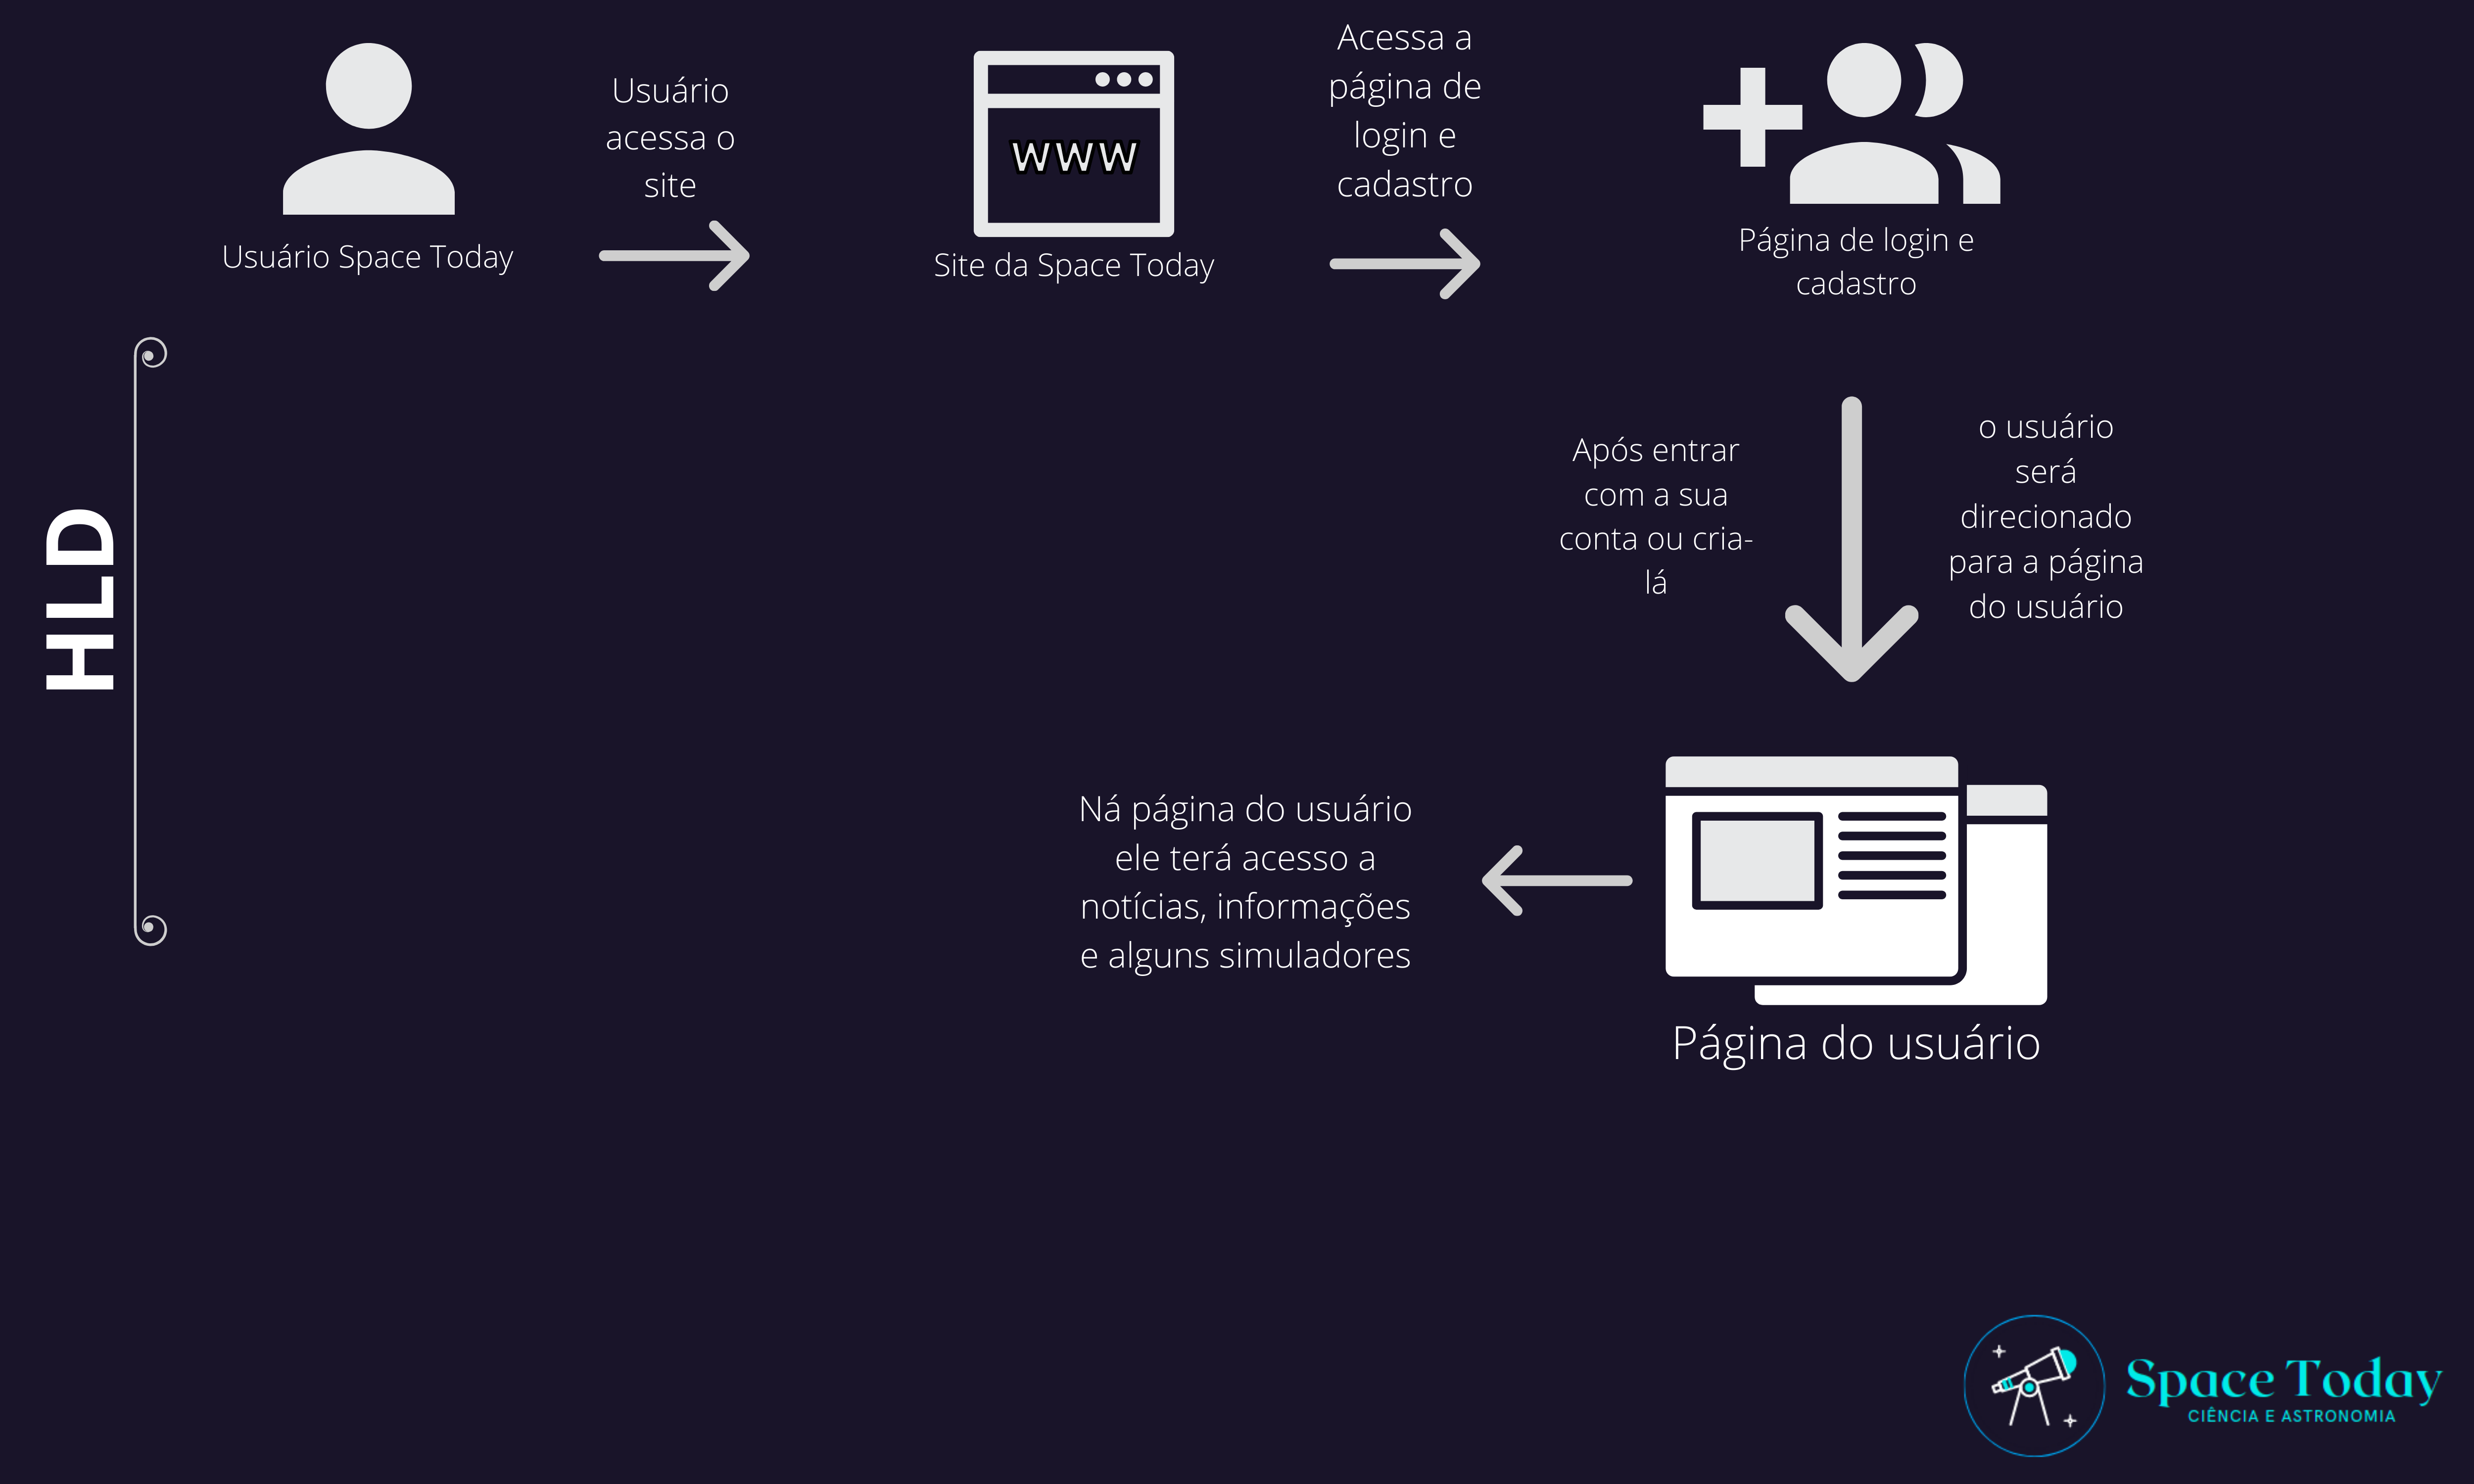 Usuário
acessa o
site
Usuário Space Today
www
Site da Space Today
Acessa a
página de
login e
cadastro
Página de login e
cadastro
HLD
Após entrar
com a sua
conta ou cria-
lá
o usuário
será
direcionado
para a página
do usuário
Ná página do usuário
ele terá acesso a
notícias, informações
e alguns simuladores
Página do usuário
Space Today
CIÊNCIA E ASTRONOMIA